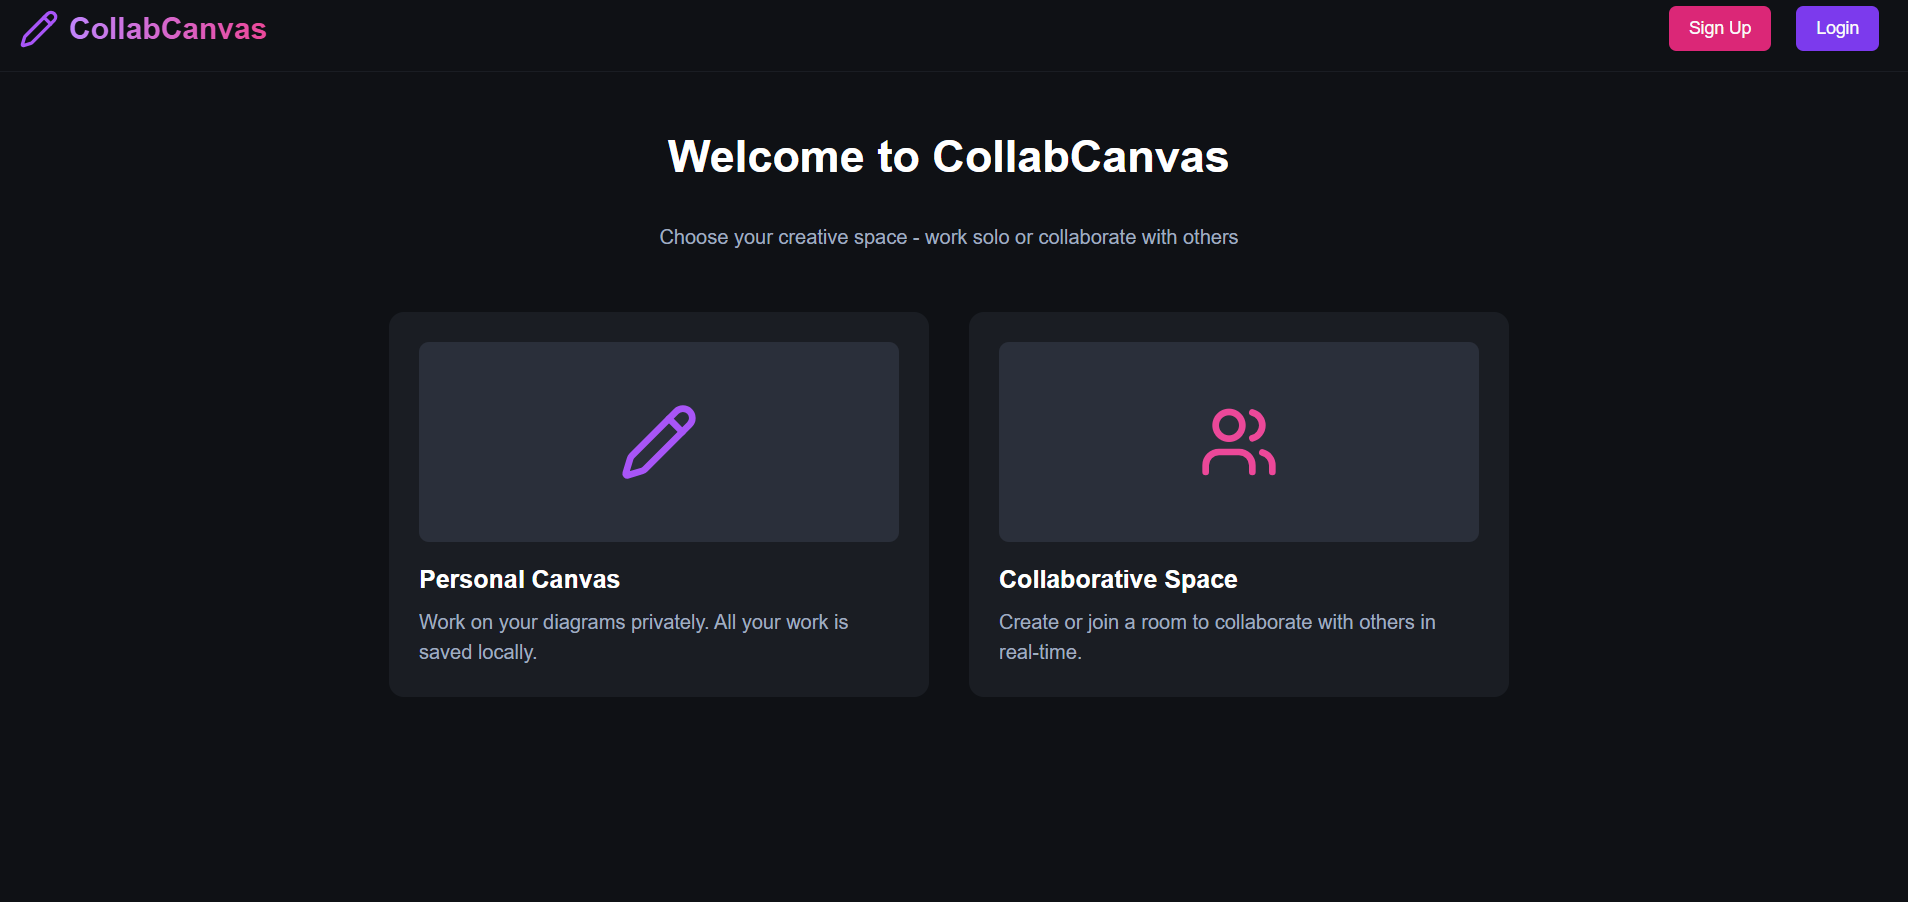 CollabCanvas
Sign Up
Login
Welcome to CollabCanvas
Choose your creative space - work solo or collaborate with others
Personal Canvas
Work on your diagrams privately. All your work is
saved locally.
Collaborative Space
Create or join a room to collaborate with others in
real-time.